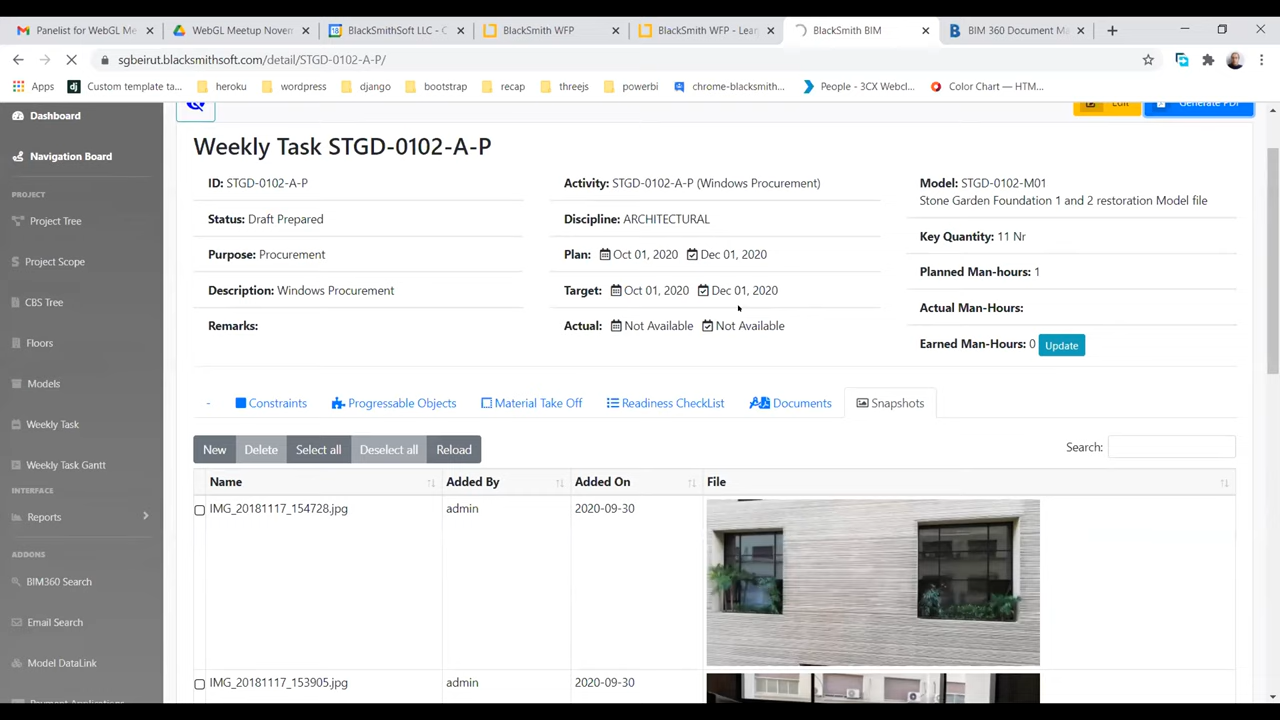 Panelist for WebGL Me
WebGL Meetup Novem
BlackSmithSoft LLC - C
BlackSmith WFP
BlackSmith WFP - Lear
BlackSmith BIM
BIM 360 Document Ma
sgbeirut.blacksmithsoft.com/detail/STGD-0102-A-P/
Apps
Custom template ta...
heroku
wordpress
django
bootstrap
recap
threejs
powerbi
chrome-blacksmith...
People - 3CX Webcl...
Color Chart — HTM...
Dashboard
Navigation Board
PROJECT
Project Tree
Project Scope
CBS Tree
Floors
Models
Weekly Task
Weekly Task Gantt
INTERFACE
Reports
ADDONS
BIM360 Search
Email Search
Model DataLink
Payment Applications
Edit
Generate PDF
Weekly Task STGD-0102-A-P
ID: STGD-0102-A-P
Status: Draft Prepared
Purpose: Procurement
Description: Windows Procurement
Remarks:
Activity: STGD-0102-A-P (Windows Procurement)
Discipline: ARCHITECTURAL
Plan: Oct 01, 2020 Dec 01, 2020
Target: Oct 01, 2020 Dec 01, 2020
Actual: Not Available Not Available
Model: STGD-0102-M01
Stone Garden Foundation 1 and 2 restoration Model file
Key Quantity: 11 Nr
Planned Man-hours: 1
Actual Man-Hours:
Earned Man-Hours: 0 Update
-
Constraints
Progressable Objects
Material Take Off
Readiness CheckList
Documents
Snapshots
New
Delete
Select all
Deselect all
Reload
Search:
Name
Added By
Added On
File
IMG_20181117_154728.jpg
admin
2020-09-30
IMG_20181117_153905.jpg
admin
2020-09-30